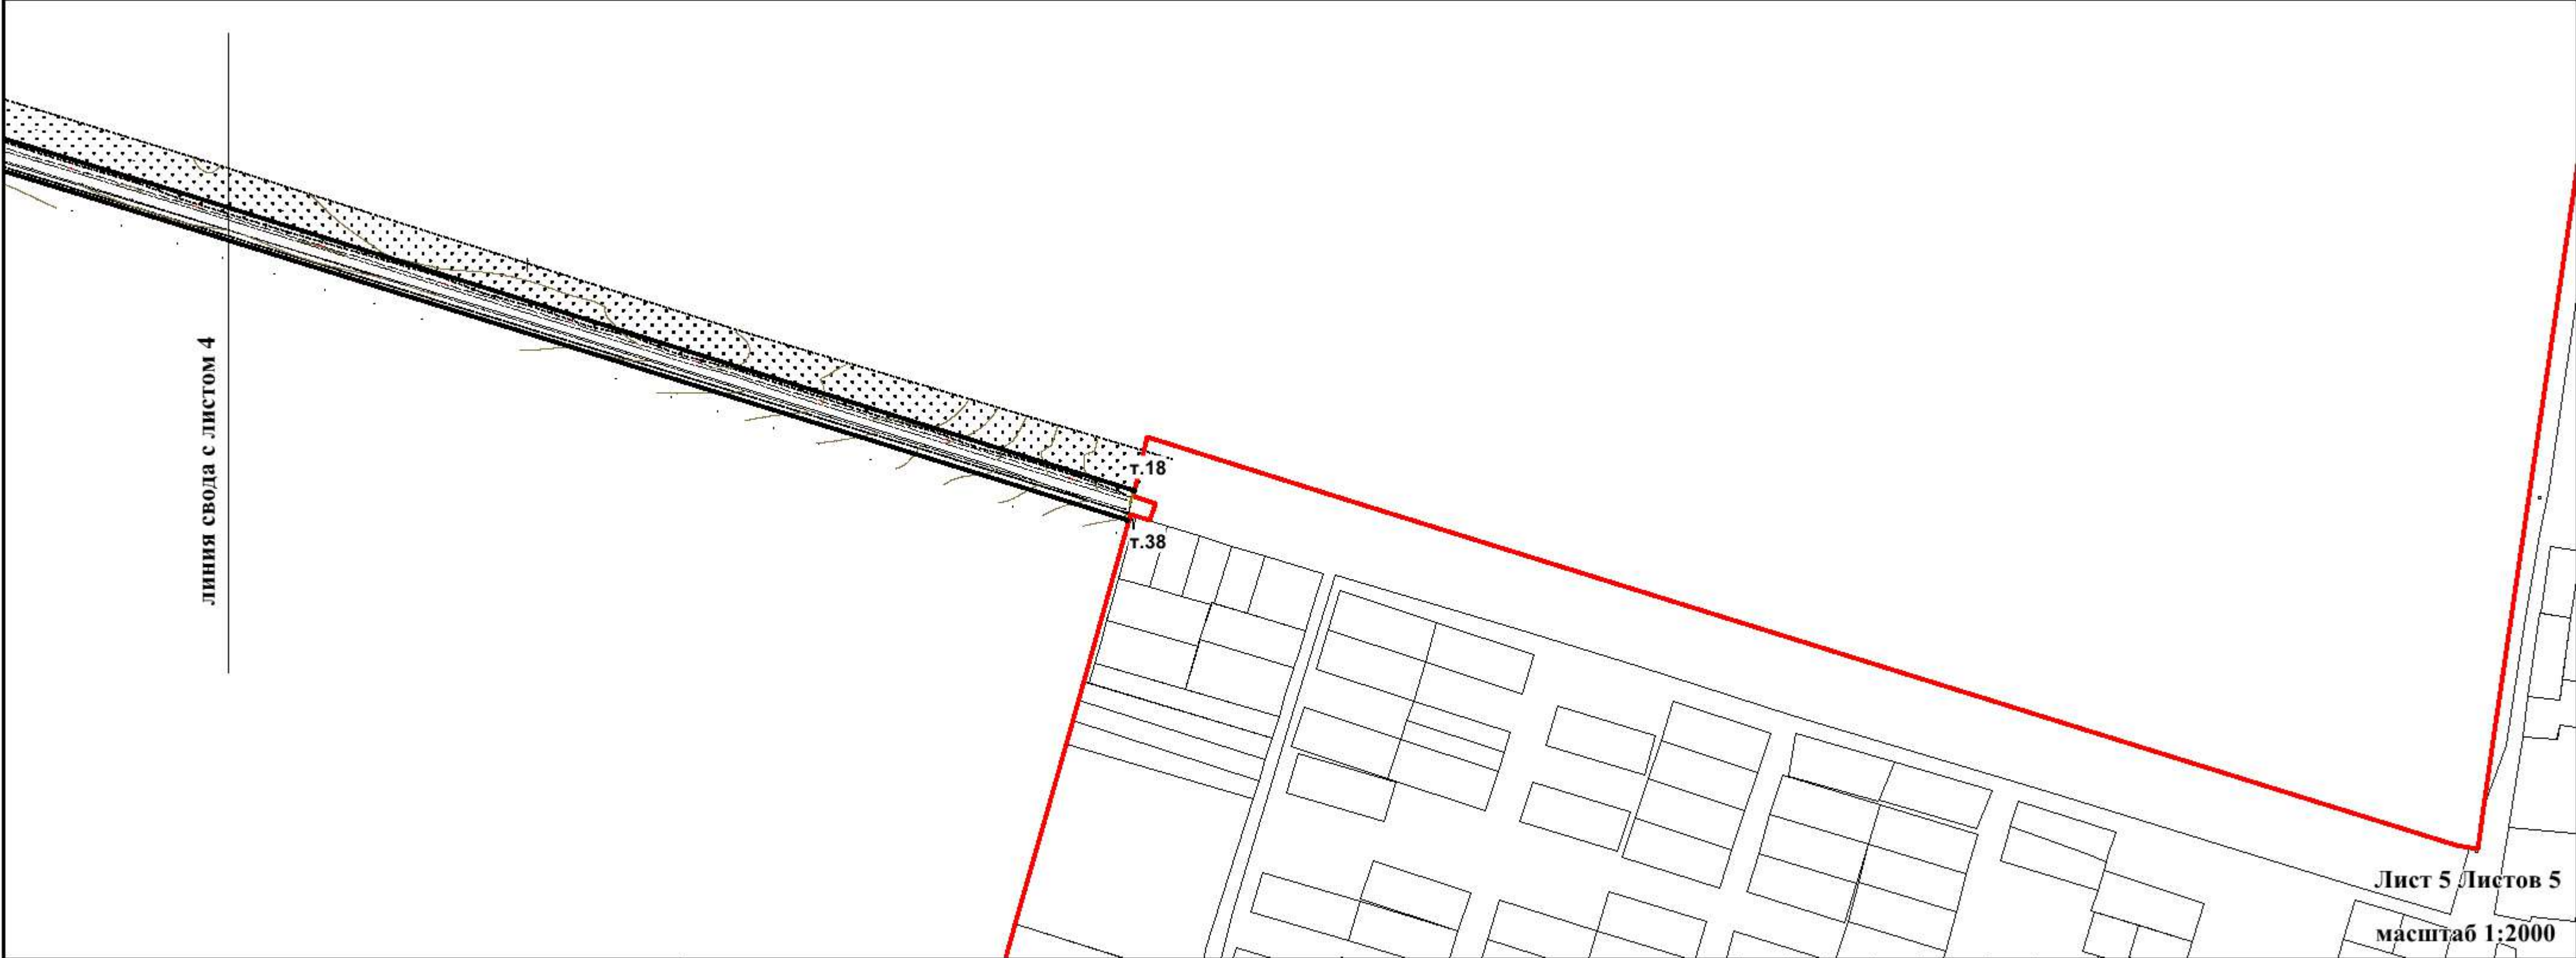 линия свода с листом 4
т.18
т.38
Лист 5 Листов 5
масштаб 1:2000